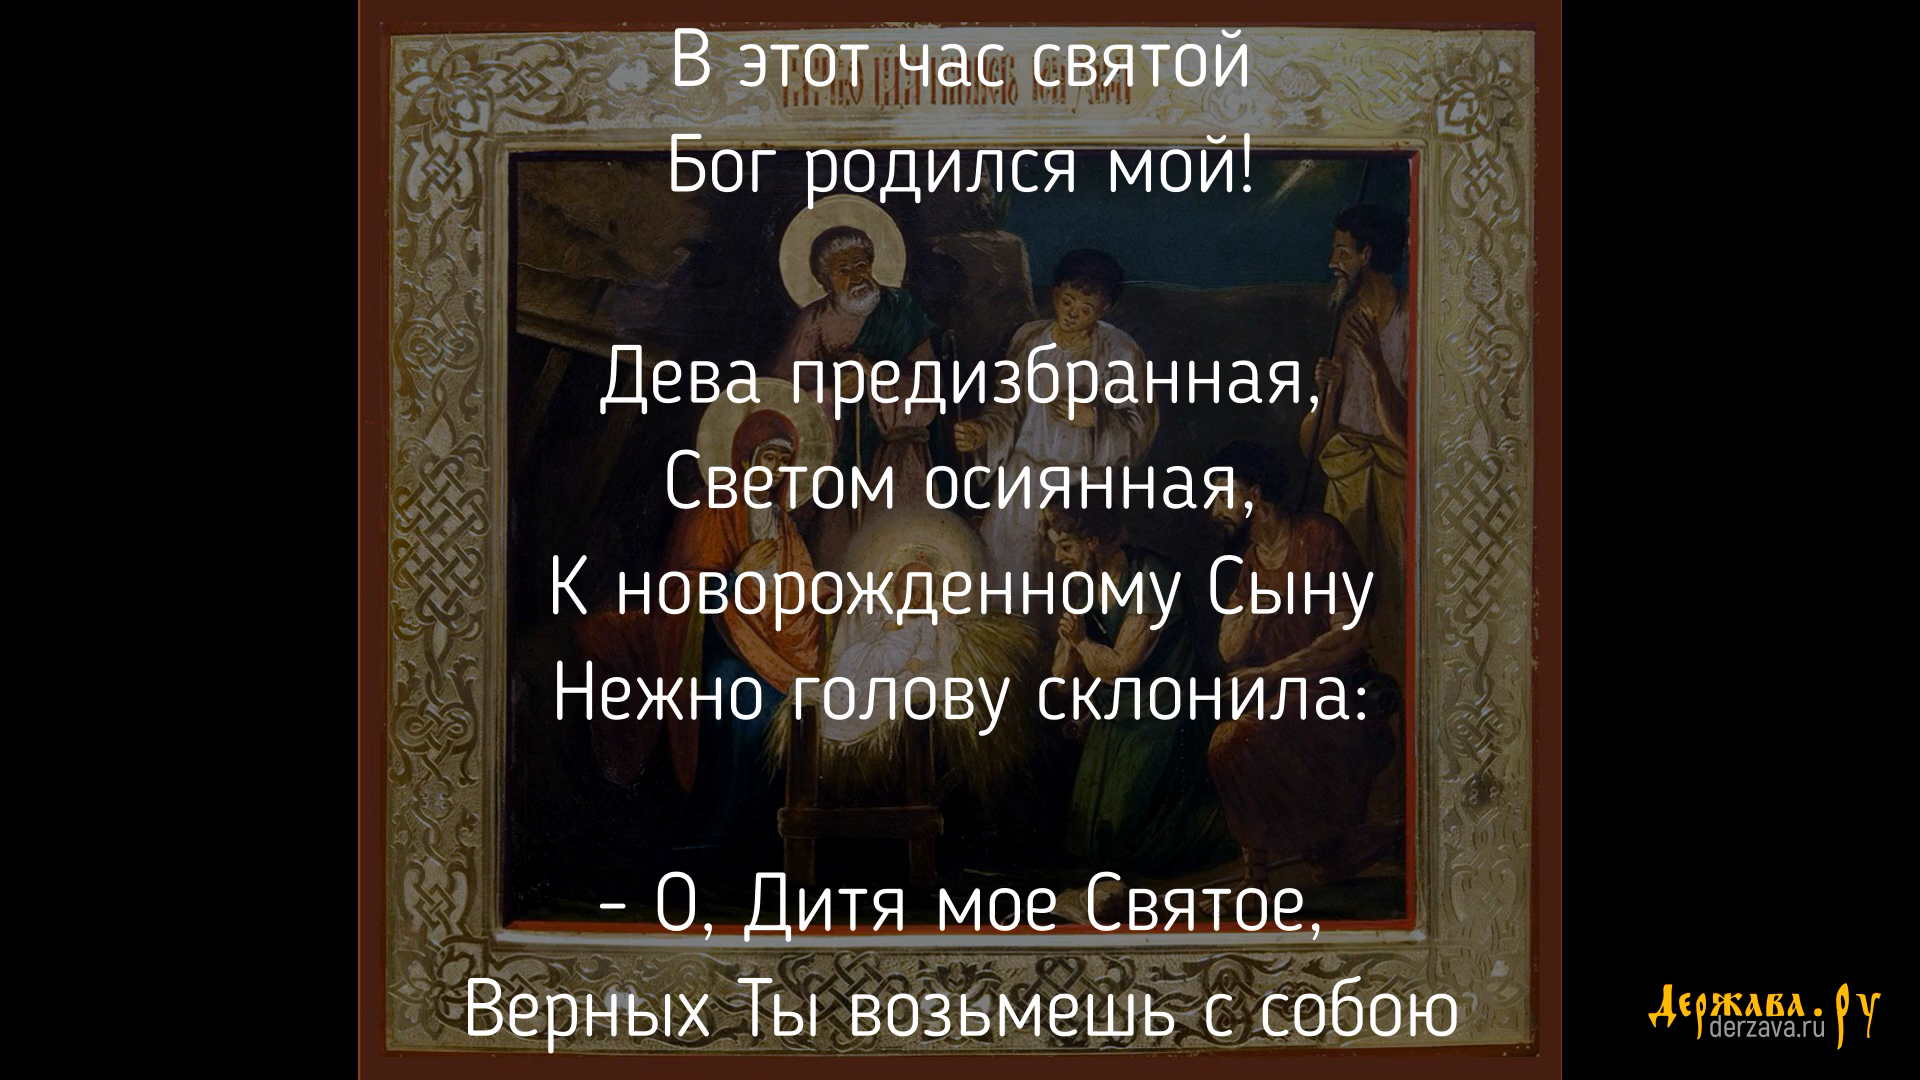 В этот час святой
Бог родился мой!
Дева предизбранная,
Светом осиянная,
К новорожденному Сыну
Нежно голову склонила:
- О, Дитя мое Святое,
Верных Ты возьмешь с собою
Держава.ру
derzava.ru